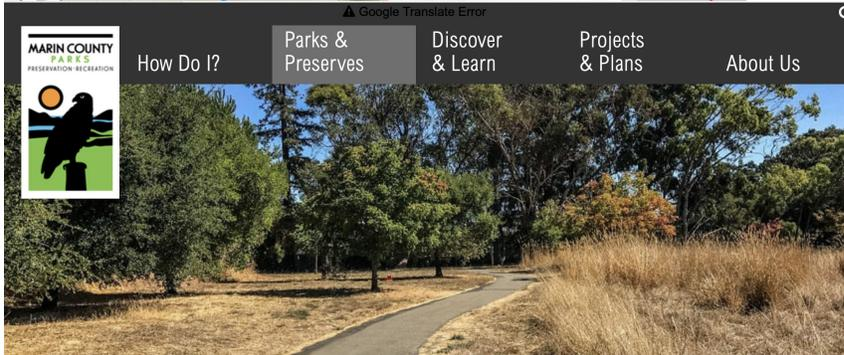 Google Translate Error
MARIN COUNTY
PARKS
PRESERVATION·RECREATION
How Do I?
Parks &
Preserves
Discover
& Learn
Projects
& Plans
About Us